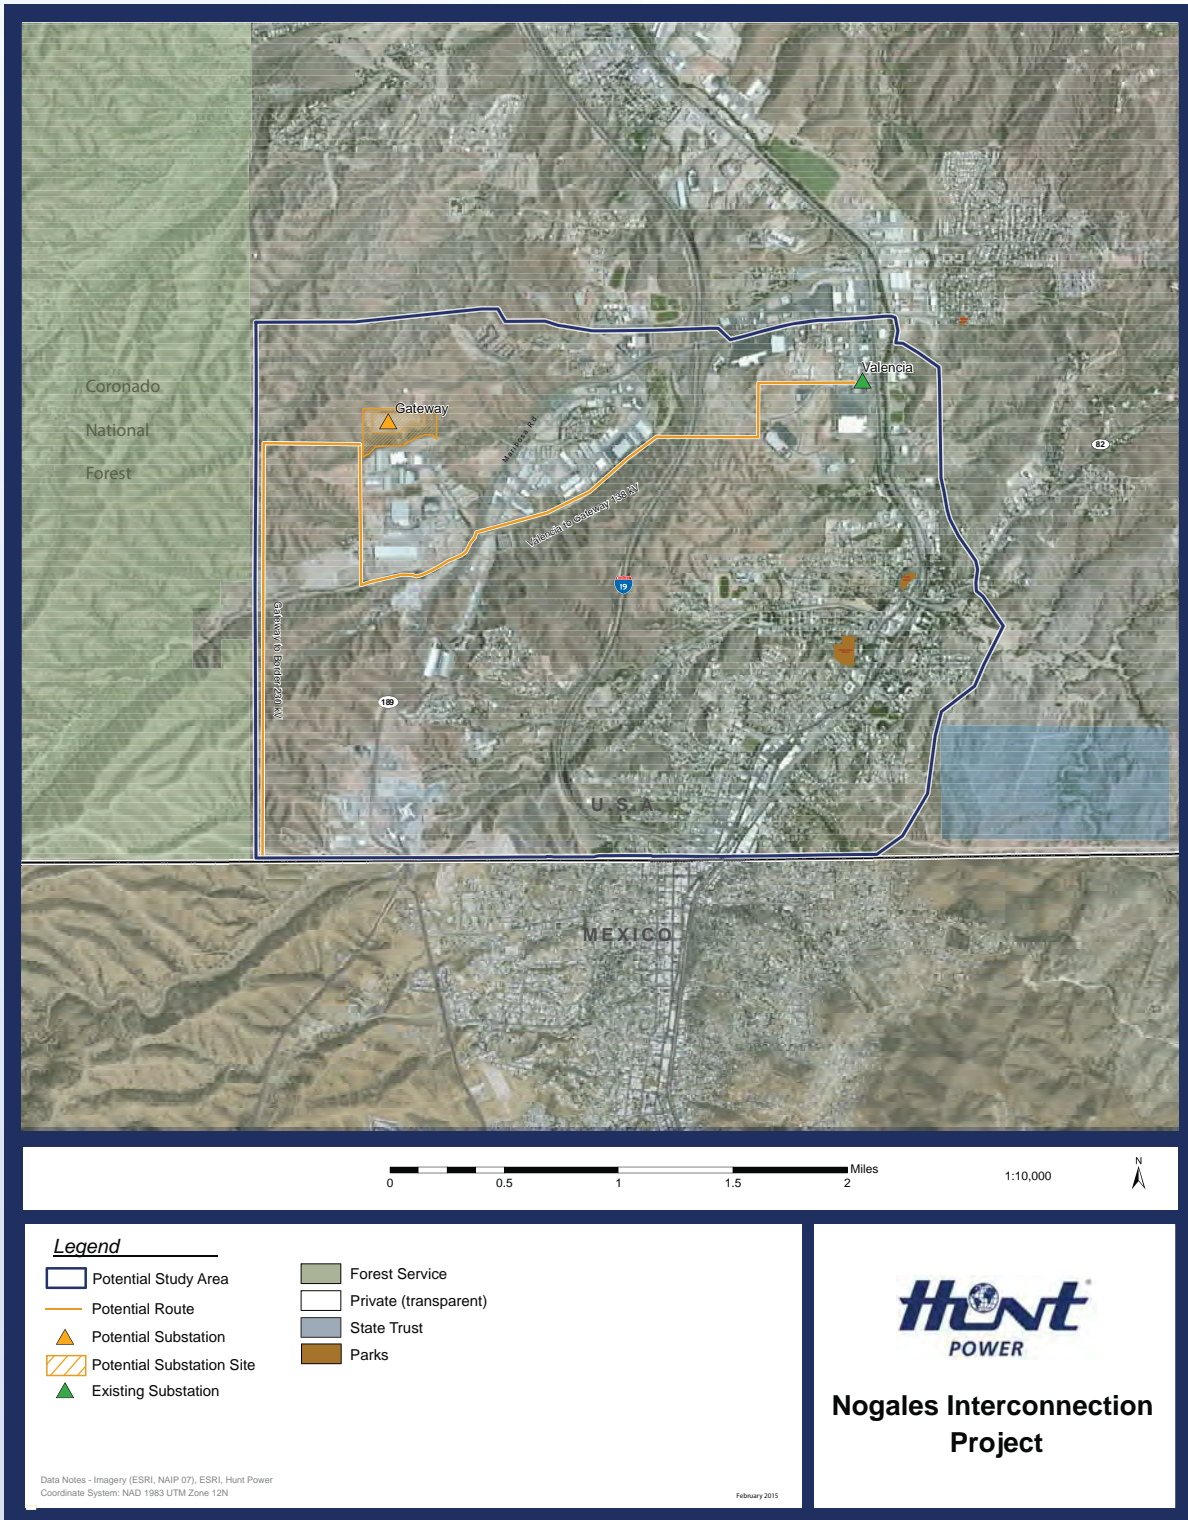 Coronado
National
Forest
Gateway
Valencia
Mariposa Rd
82
Valencia to Gateway 138 kV
19
Gateway to Border 230 kV
189
U.S.A
MEXICO
Miles
0
0.5
1
1.5
2
1:10,000
N
Legend
Potential Study Area
Potential Route
Potential Substation
Potential Substation Site
Existing Substation
Forest Service
Private (transparent)
State Trust
Parks
Data Notes - Imagery (ESRI, NAIP 07), ESRI, Hunt Power
Coordinate System: NAD 1983 UTM Zone 12N
February 2015
Hunt
POWER
Nogales Interconnection
Project